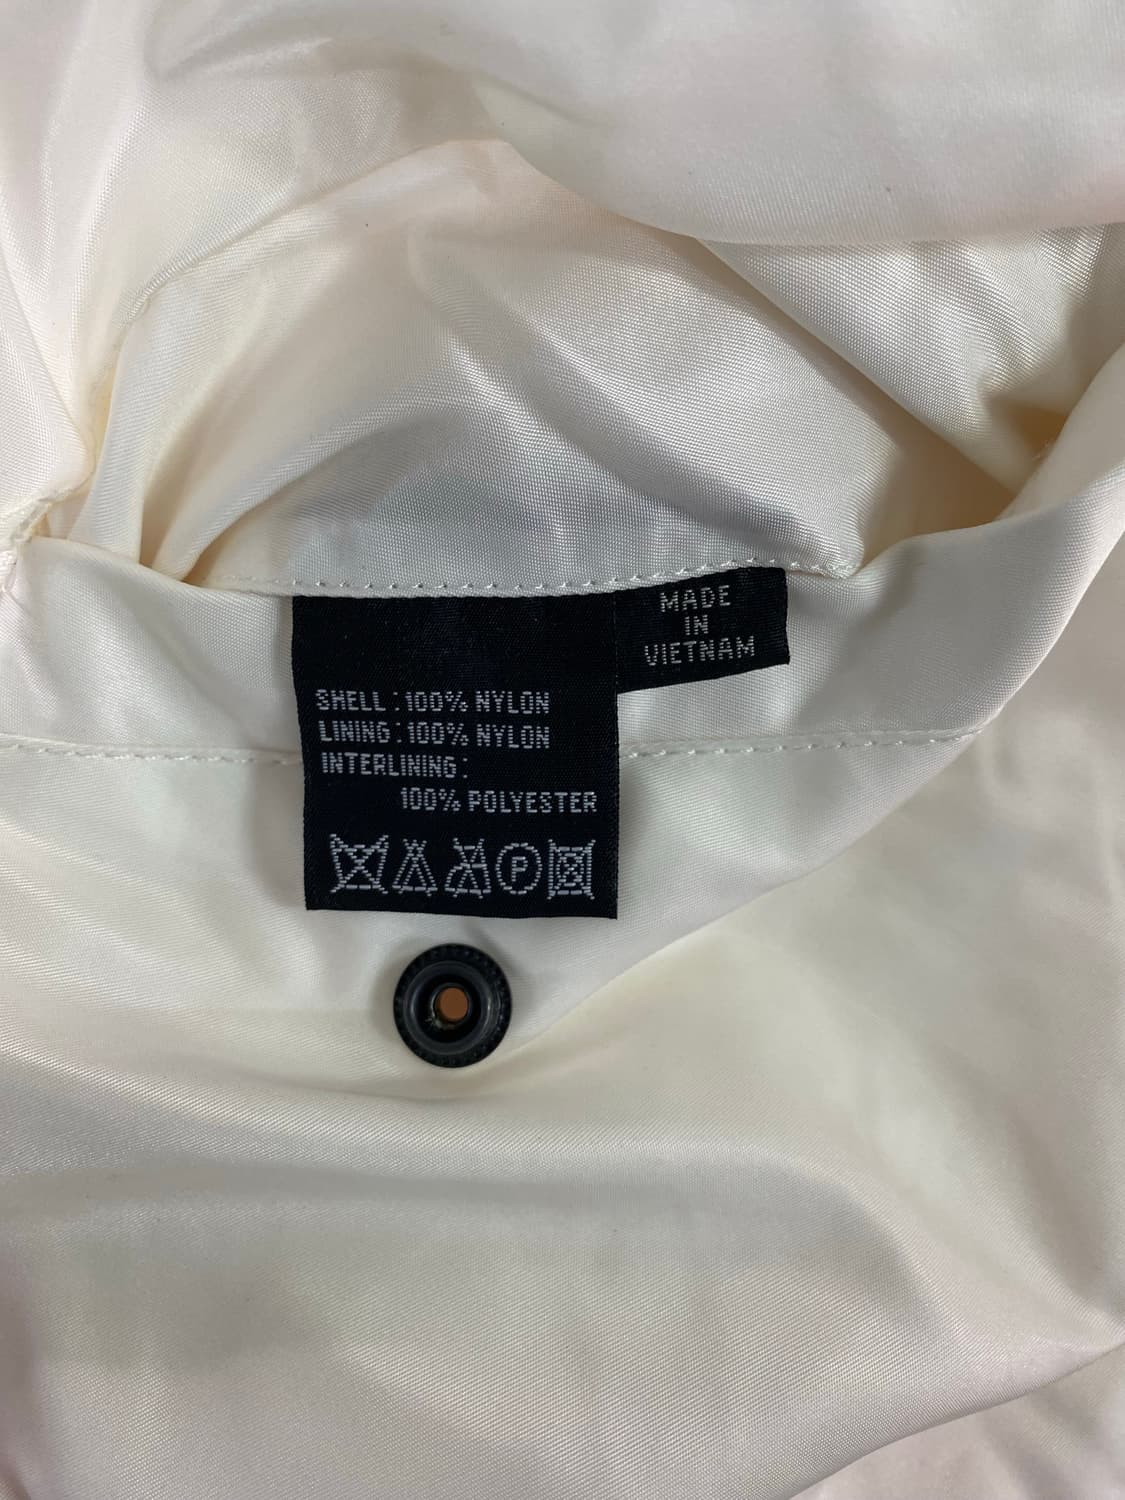 MADE
IN
VIETNAM
SHELL : 100% NYLON
LINING : 100% NYLON
INTERLINING :
100% POLYESTER
P